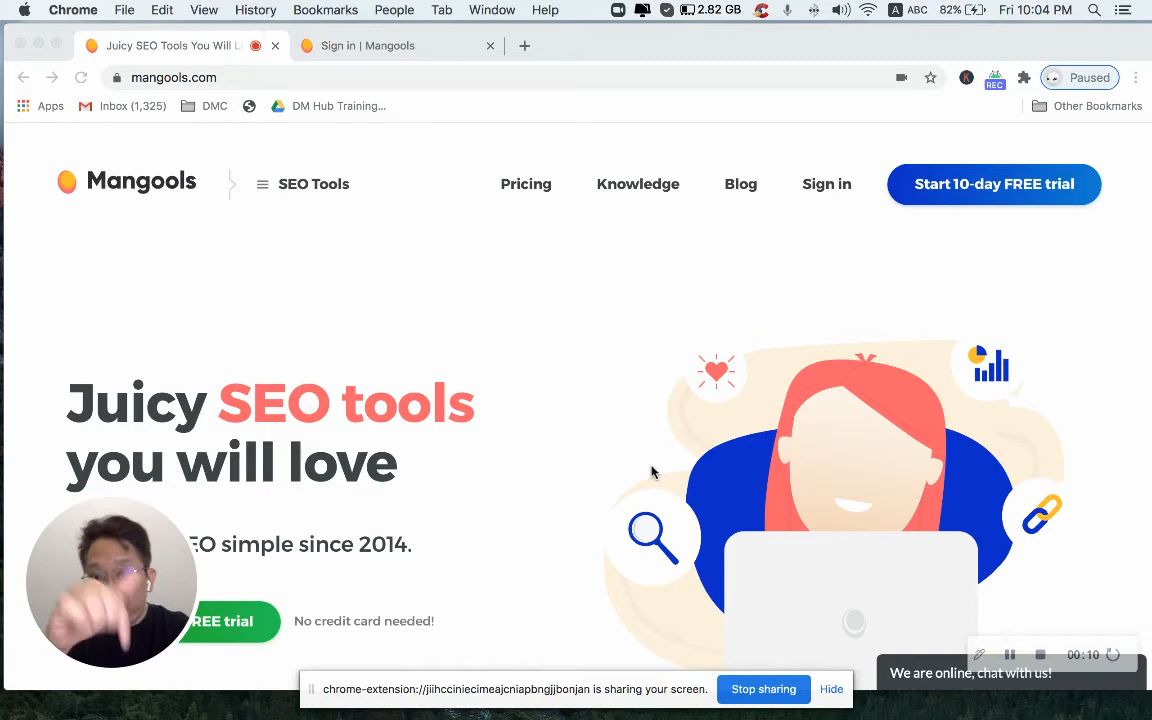 Chrome File Edit View History Bookmarks People Tab Window Help 2.82 GB A ABC 82% Fri 10:04 PM
Juicy SEO Tools You Will L Sign in | Mangools
mangools.com REC Paused
Apps Inbox (1,325) DMC DM Hub Training... Other Bookmarks
Mangools SEO Tools Pricing Knowledge Blog Sign in Start 10-day FREE trial
Juicy SEO tools
you will love
EO simple since 2014.
REE trial No credit card needed!
00:10
We are online, chat with us!
chrome-extension://jiihcciniecimeajcniapbngjjbonjan is sharing your screen. Stop sharing Hide